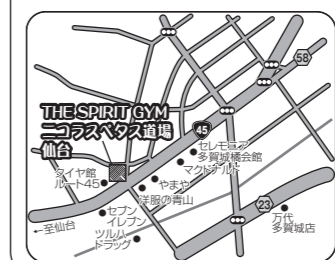 58
THE SPIRIT GYM
ニコラスペタス道場
仙台
45
セレモニア
多賀城橋会館
マクドナルド
タイヤ館
ルート45
やまや
洋服の青山
セブン
イレブン
ツルハ
ドラッグ
←至仙台
23
万代
多賀城店